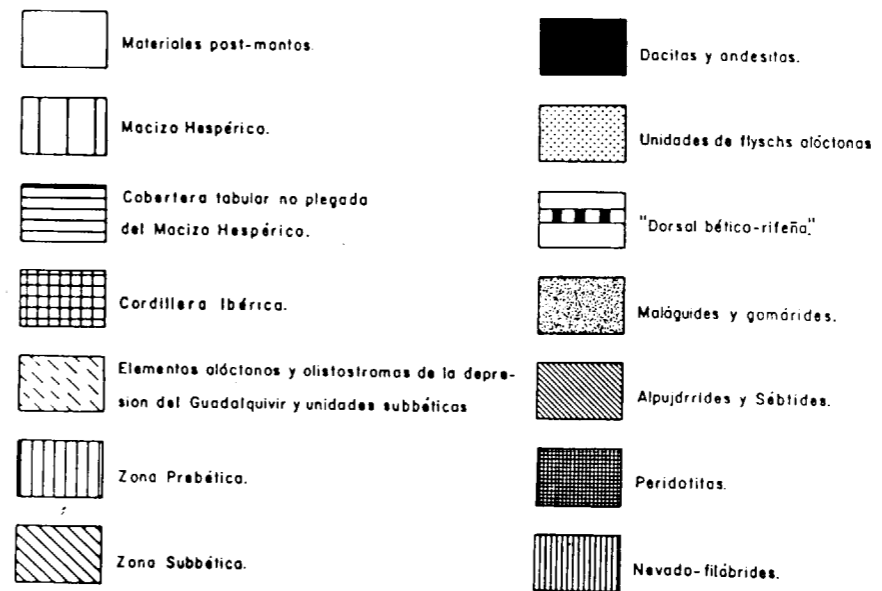 Materiales post-mantos.
Macizo Hespérico.
Cobertera tabular no plegada
del Macizo Hespérico.
Cordillera Ibérica.
Elementos alóctonos y olistostromas de la depre-
sion del Guadalquivir y unidades subbéticas
Zona Prebética.
Zona Subbética.
Dacitas y andesitas.
Unidades de flyschs alóctonas
"Dorsal bético-rifeña."
Maláguides y gomárides.
Alpujárrides y Sébtides.
Peridotitas.
Nevado-filábrides.